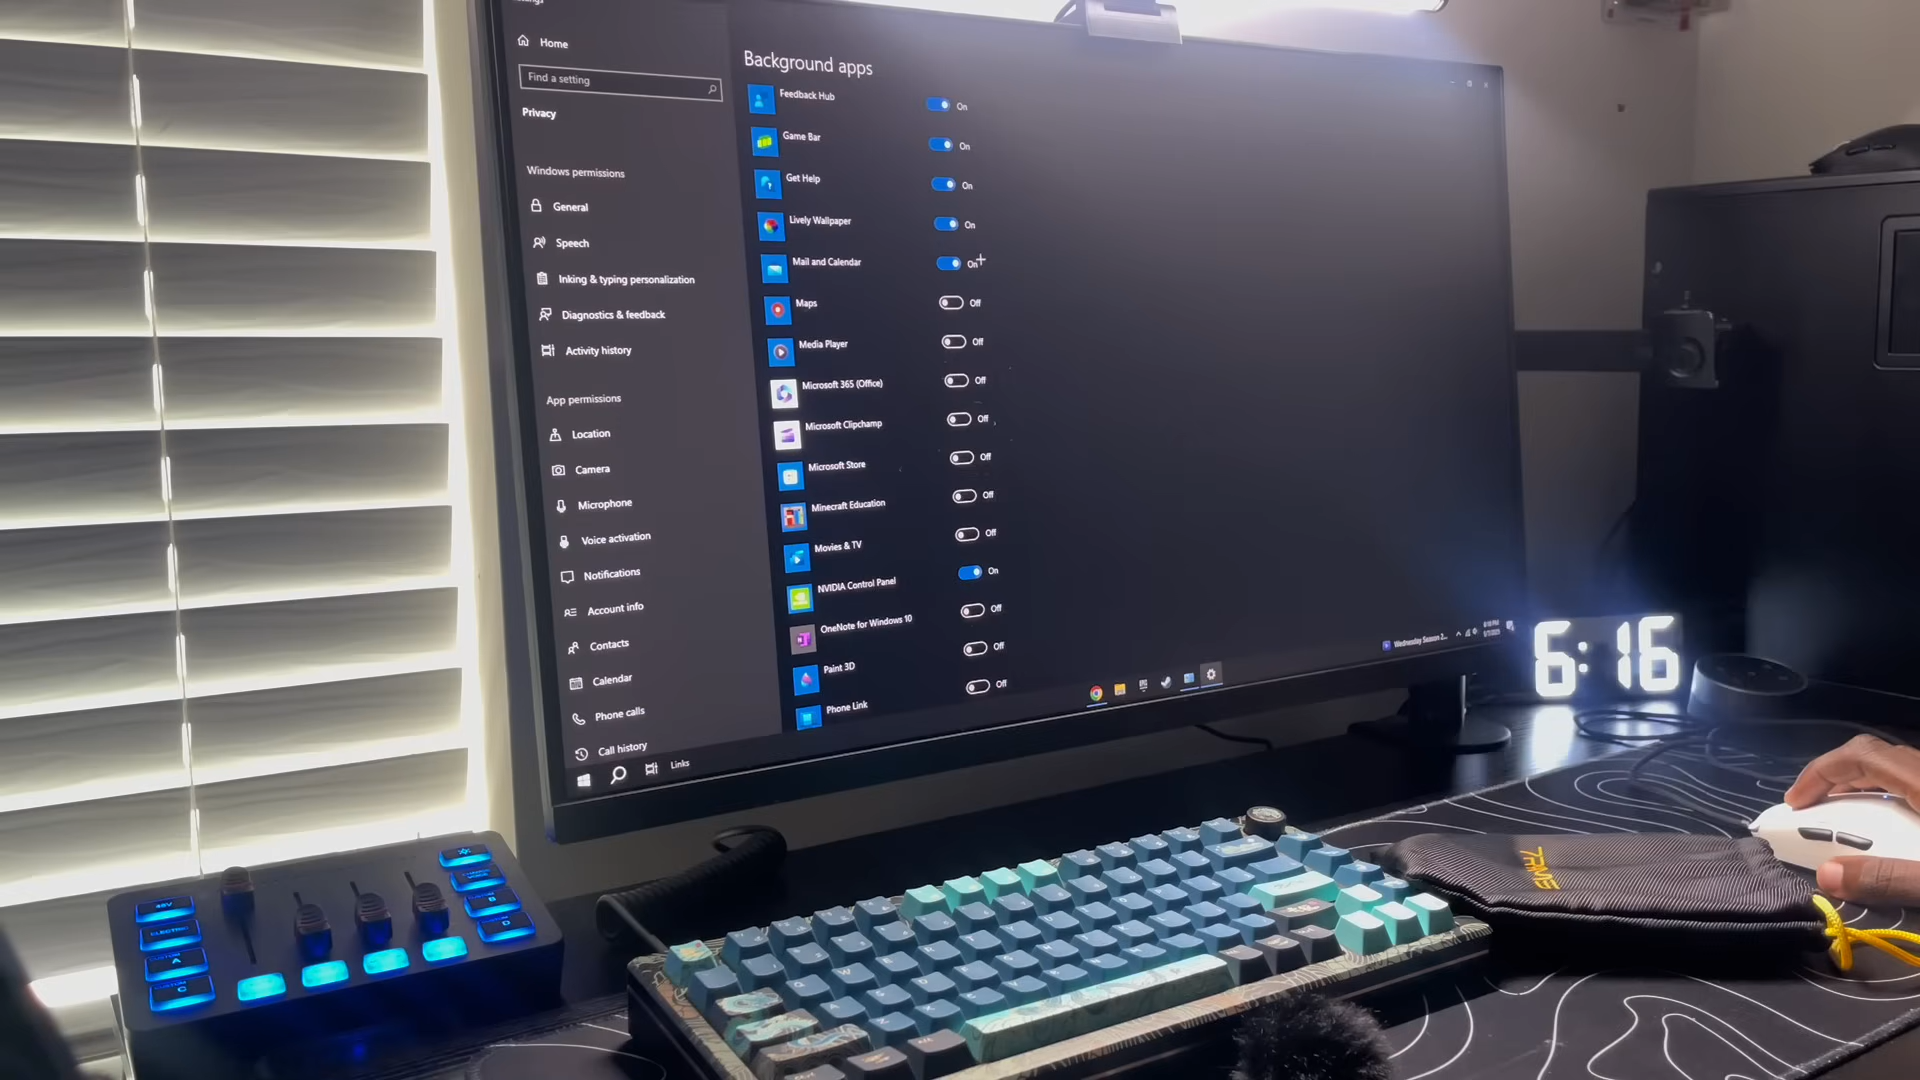 Home
Find a setting
Privacy
Windows permissions
General
Speech
Inking & typing personalization
Diagnostics & feedback
Activity history
App permissions
Location
Camera
Microphone
Voice activation
Notifications
Account info
Contacts
Calendar
Phone calls
Call history
Background apps
Feedback Hub On
Game Bar On
Get Help On
Lively Wallpaper On
Mail and Calendar On
Maps Off
Media Player Off
Microsoft 365 (Office) Off
Microsoft Clipchamp Off
Microsoft Store Off
Minecraft Education Off
Movies & TV Off
NVIDIA Control Panel On
OneNote for Windows 10 Off
Paint 3D Off
Phone Link Off
Links
Wednesday Season 2...
6:16
48V
A
B
C
D